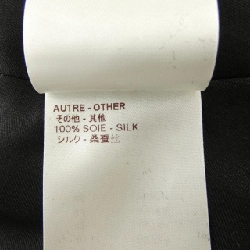 AUTRE - OTHER
その他 - 其他
100% SOIE - SILK
シルク - 桑蚕丝